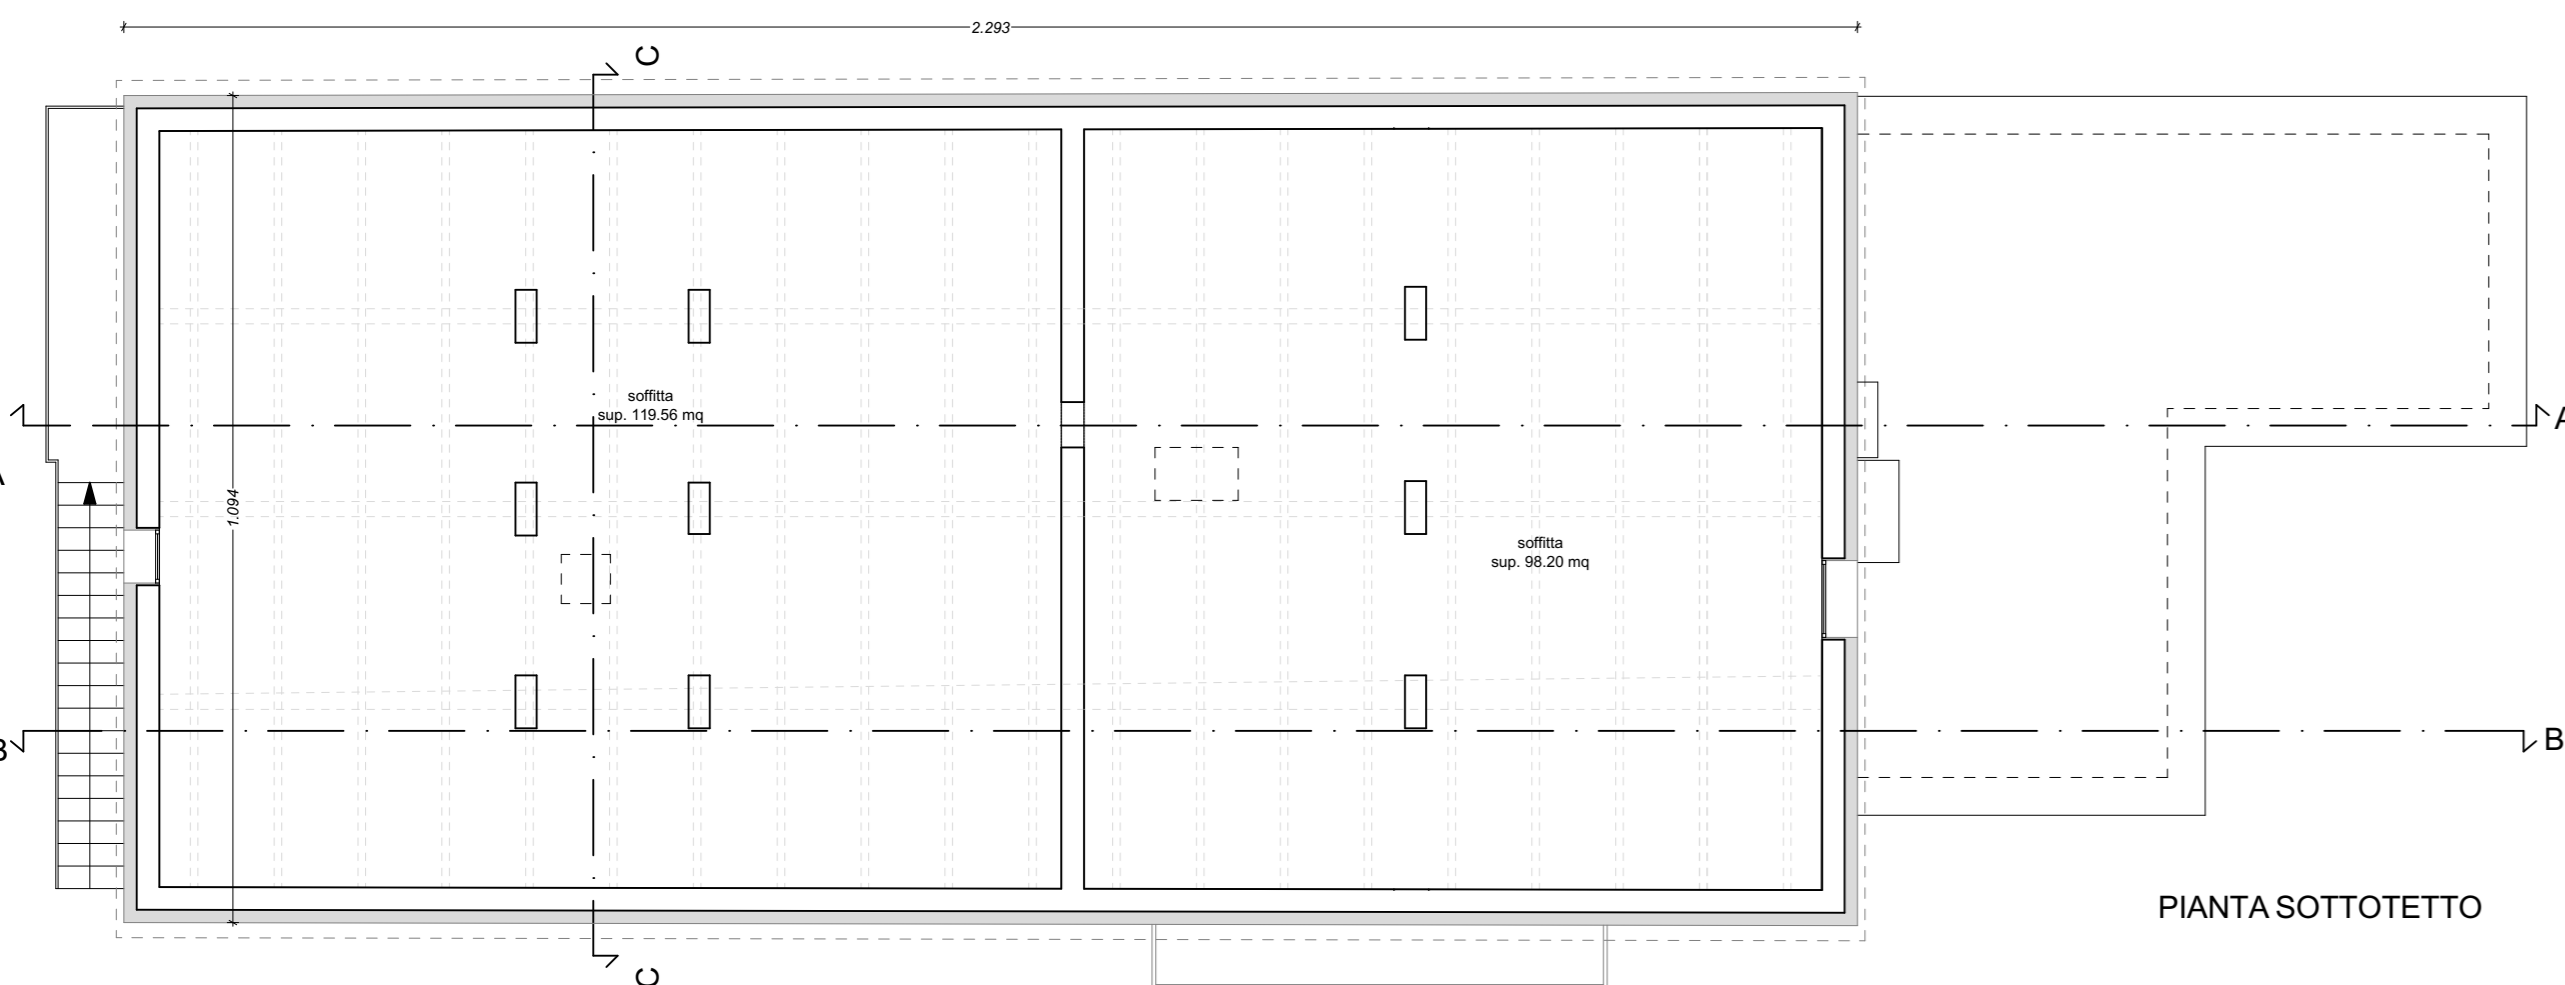 2.293
C
soffitta
sup. 119.56 mq
A
A
1.094
soffitta
sup. 98.20 mq
B
B
PIANTA SOTTOTETTO
C